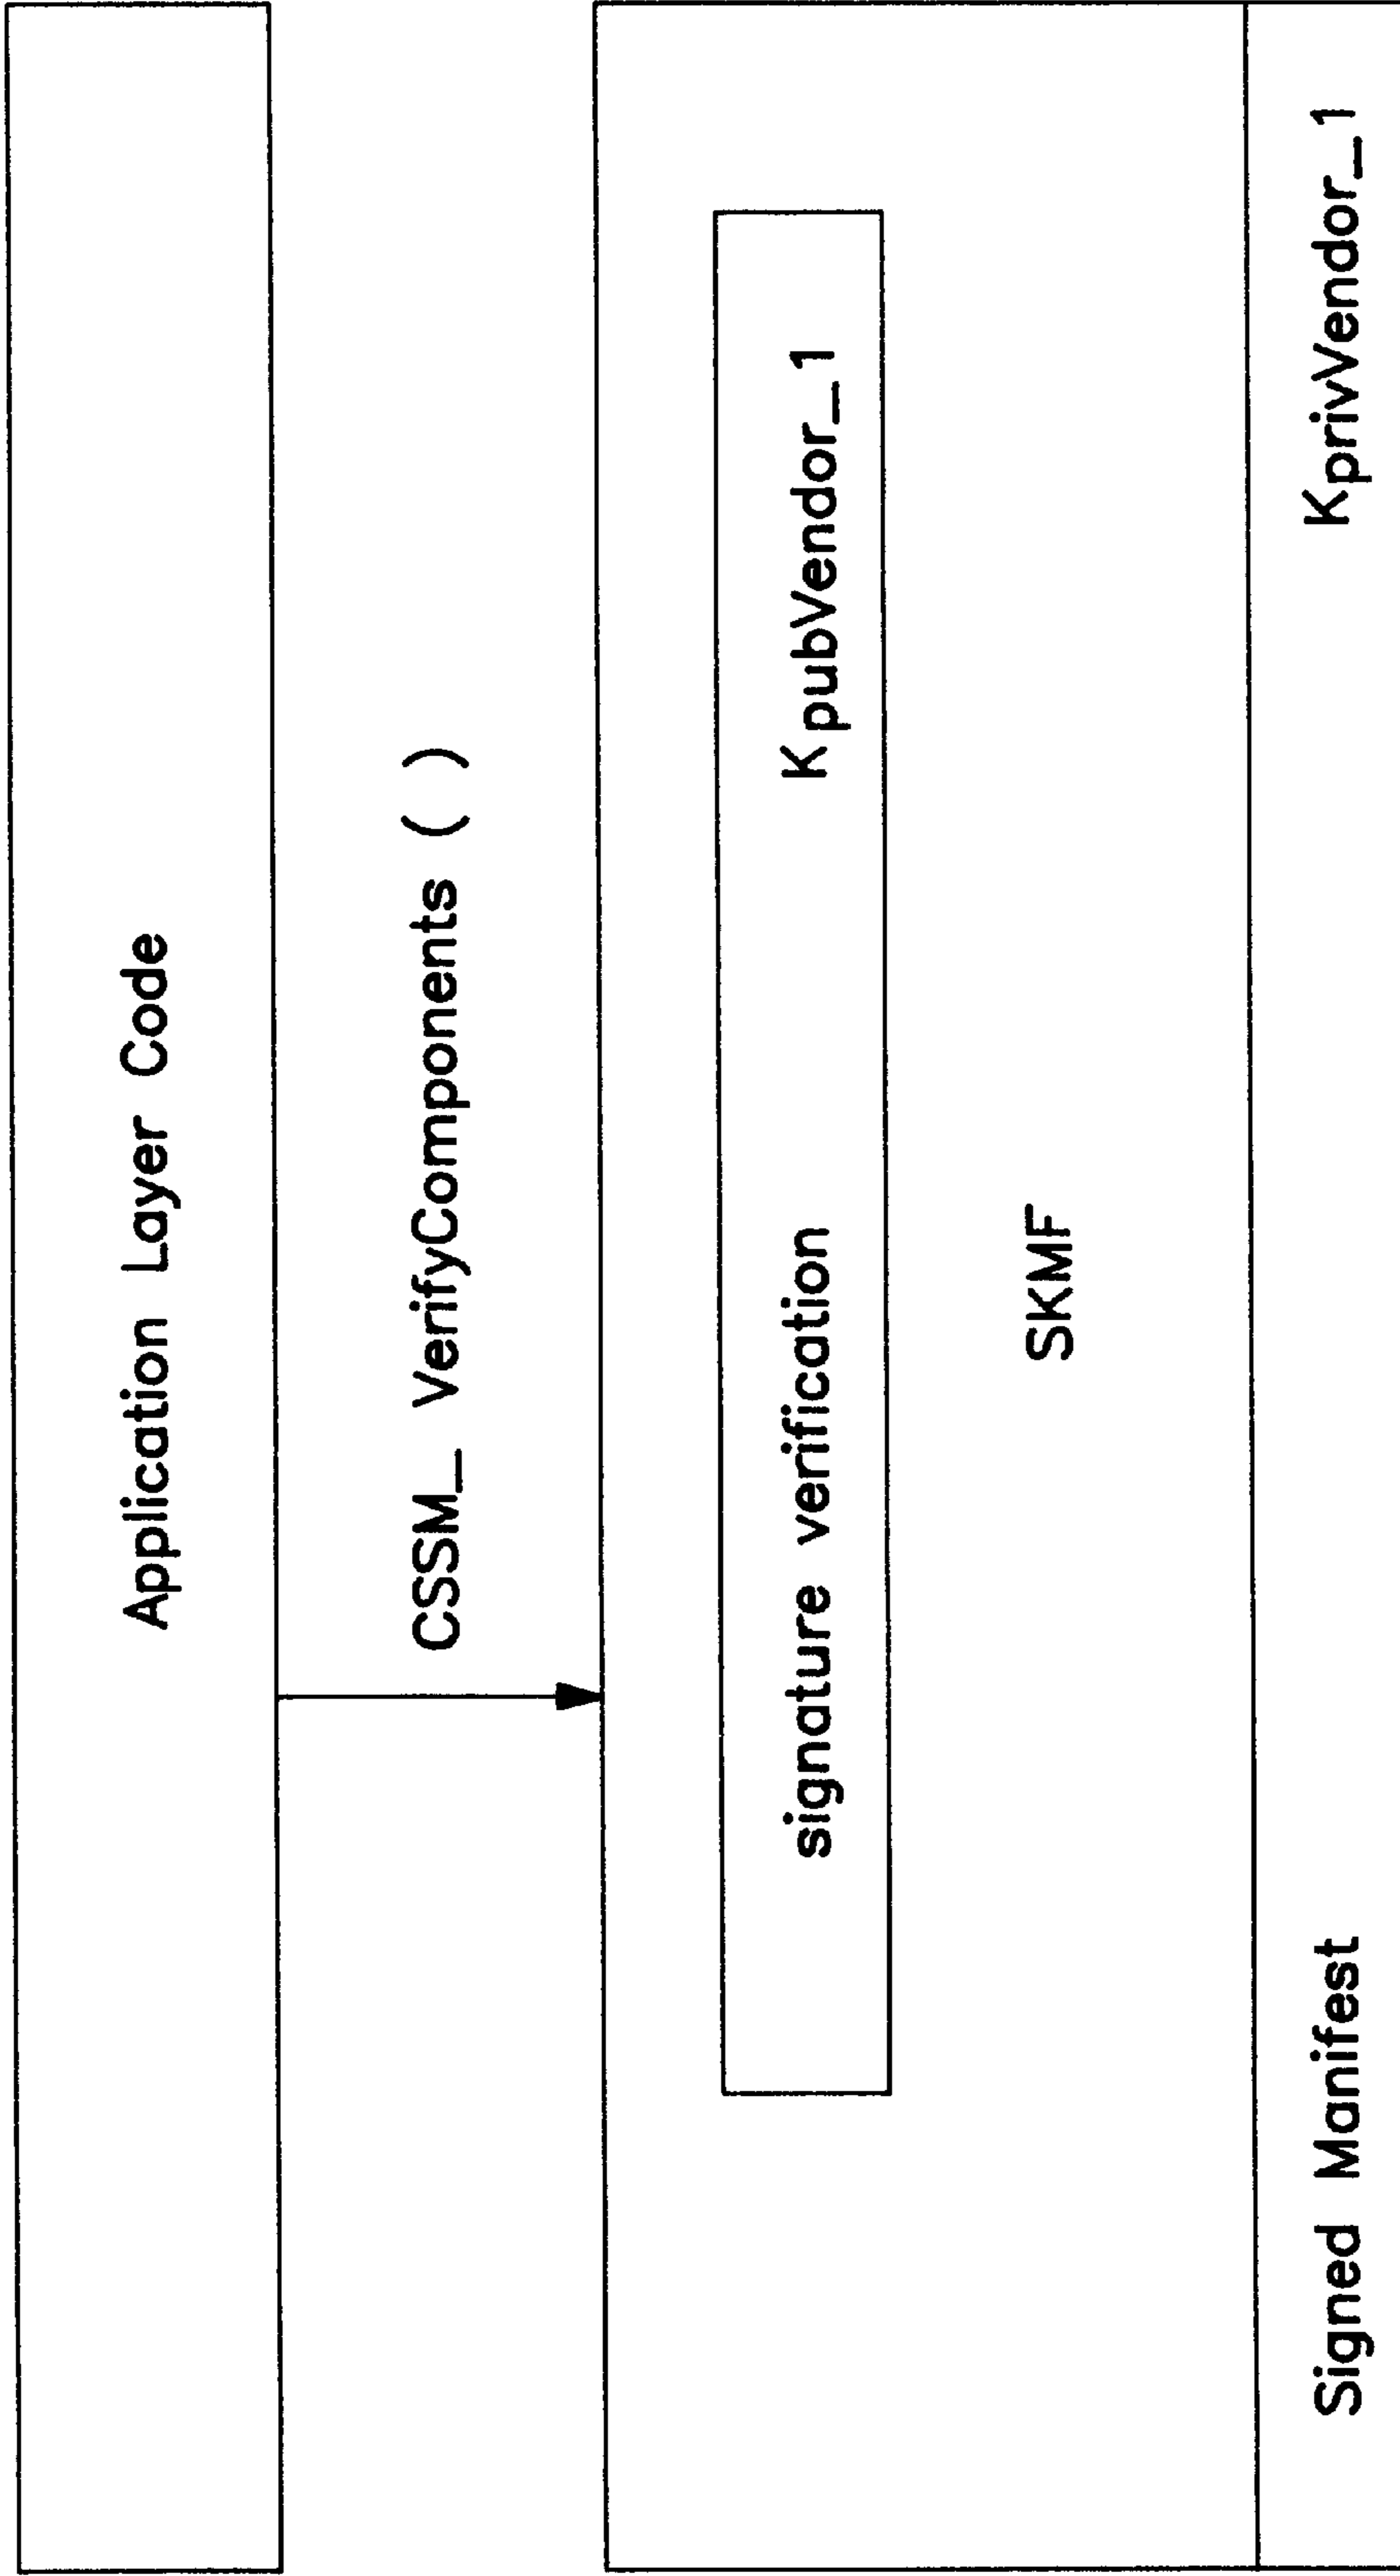 Application Layer Code
CSSM_ VerifyComponents ( )
signature verification KpubVendor_1
SKMF
Signed Manifest KprivVendor_1